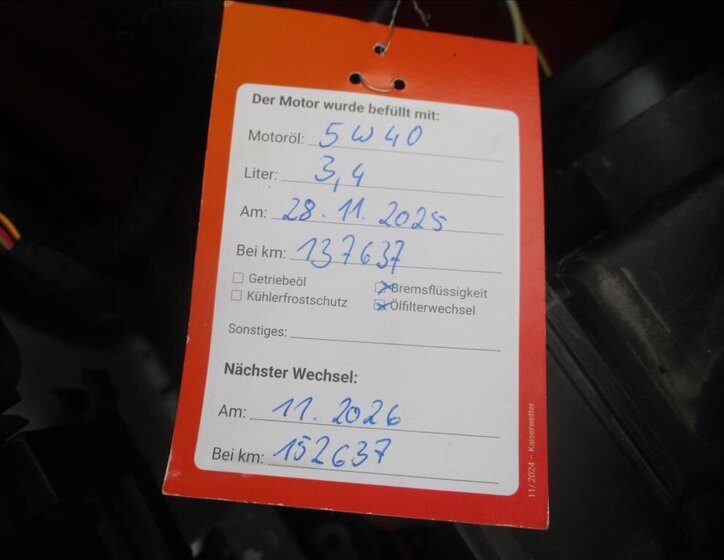 Der Motor wurde befüllt mit:
Motoröl: 5W40
Liter: 3,4
Am: 28.11.2025
Bei km: 137637
☐ Getriebeöl ☒ Bremsflüssigkeit
☐ Kühlerfrostschutz ☒ Ölfilterwechsel
Sonstiges:
Nächster Wechsel:
Am: 11.2026
Bei km: 152637
11/2024 – Kaiserwetter